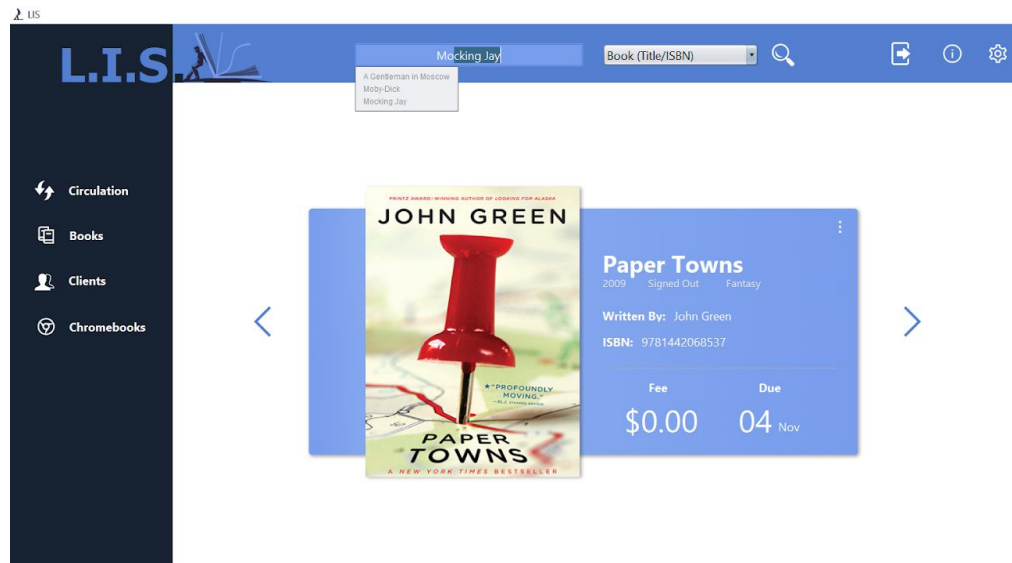 LIS
L.I.S.
Mocking Jay
Book (Title/ISBN)
A Gentleman in Moscow
Moby-Dick
Mocking Jay
Circulation
Books
Clients
Chromebooks
PRINTZ AWARD-WINNING AUTHOR OF LOOKING FOR ALASKA
JOHN GREEN
★"PROFOUNDLY
MOVING."
PAPER
TOWNS
A NEW YORK TIMES BESTSELLER
Paper Towns
2009 Signed Out Fantasy
Written By: John Green
ISBN: 9781442068537
Fee Due
$0.00 04 Nov